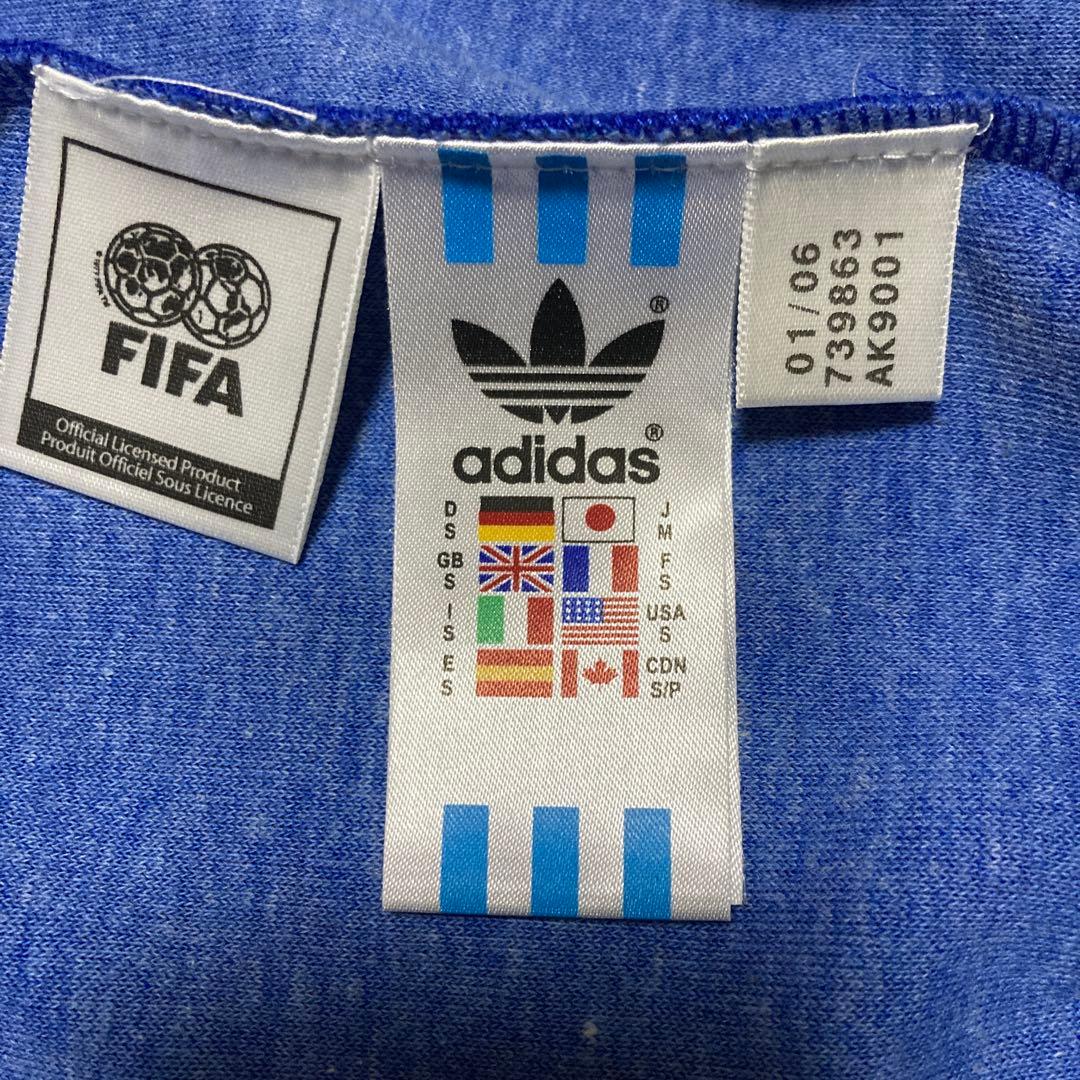 FIFA
Official Licensed Product
Produit Officiel Sous Licence
®
adidas®
D
S
J
M
GB
S
F
S
I
S
USA
S
E
S
CDN
S/P
01/06
739863
AK9001